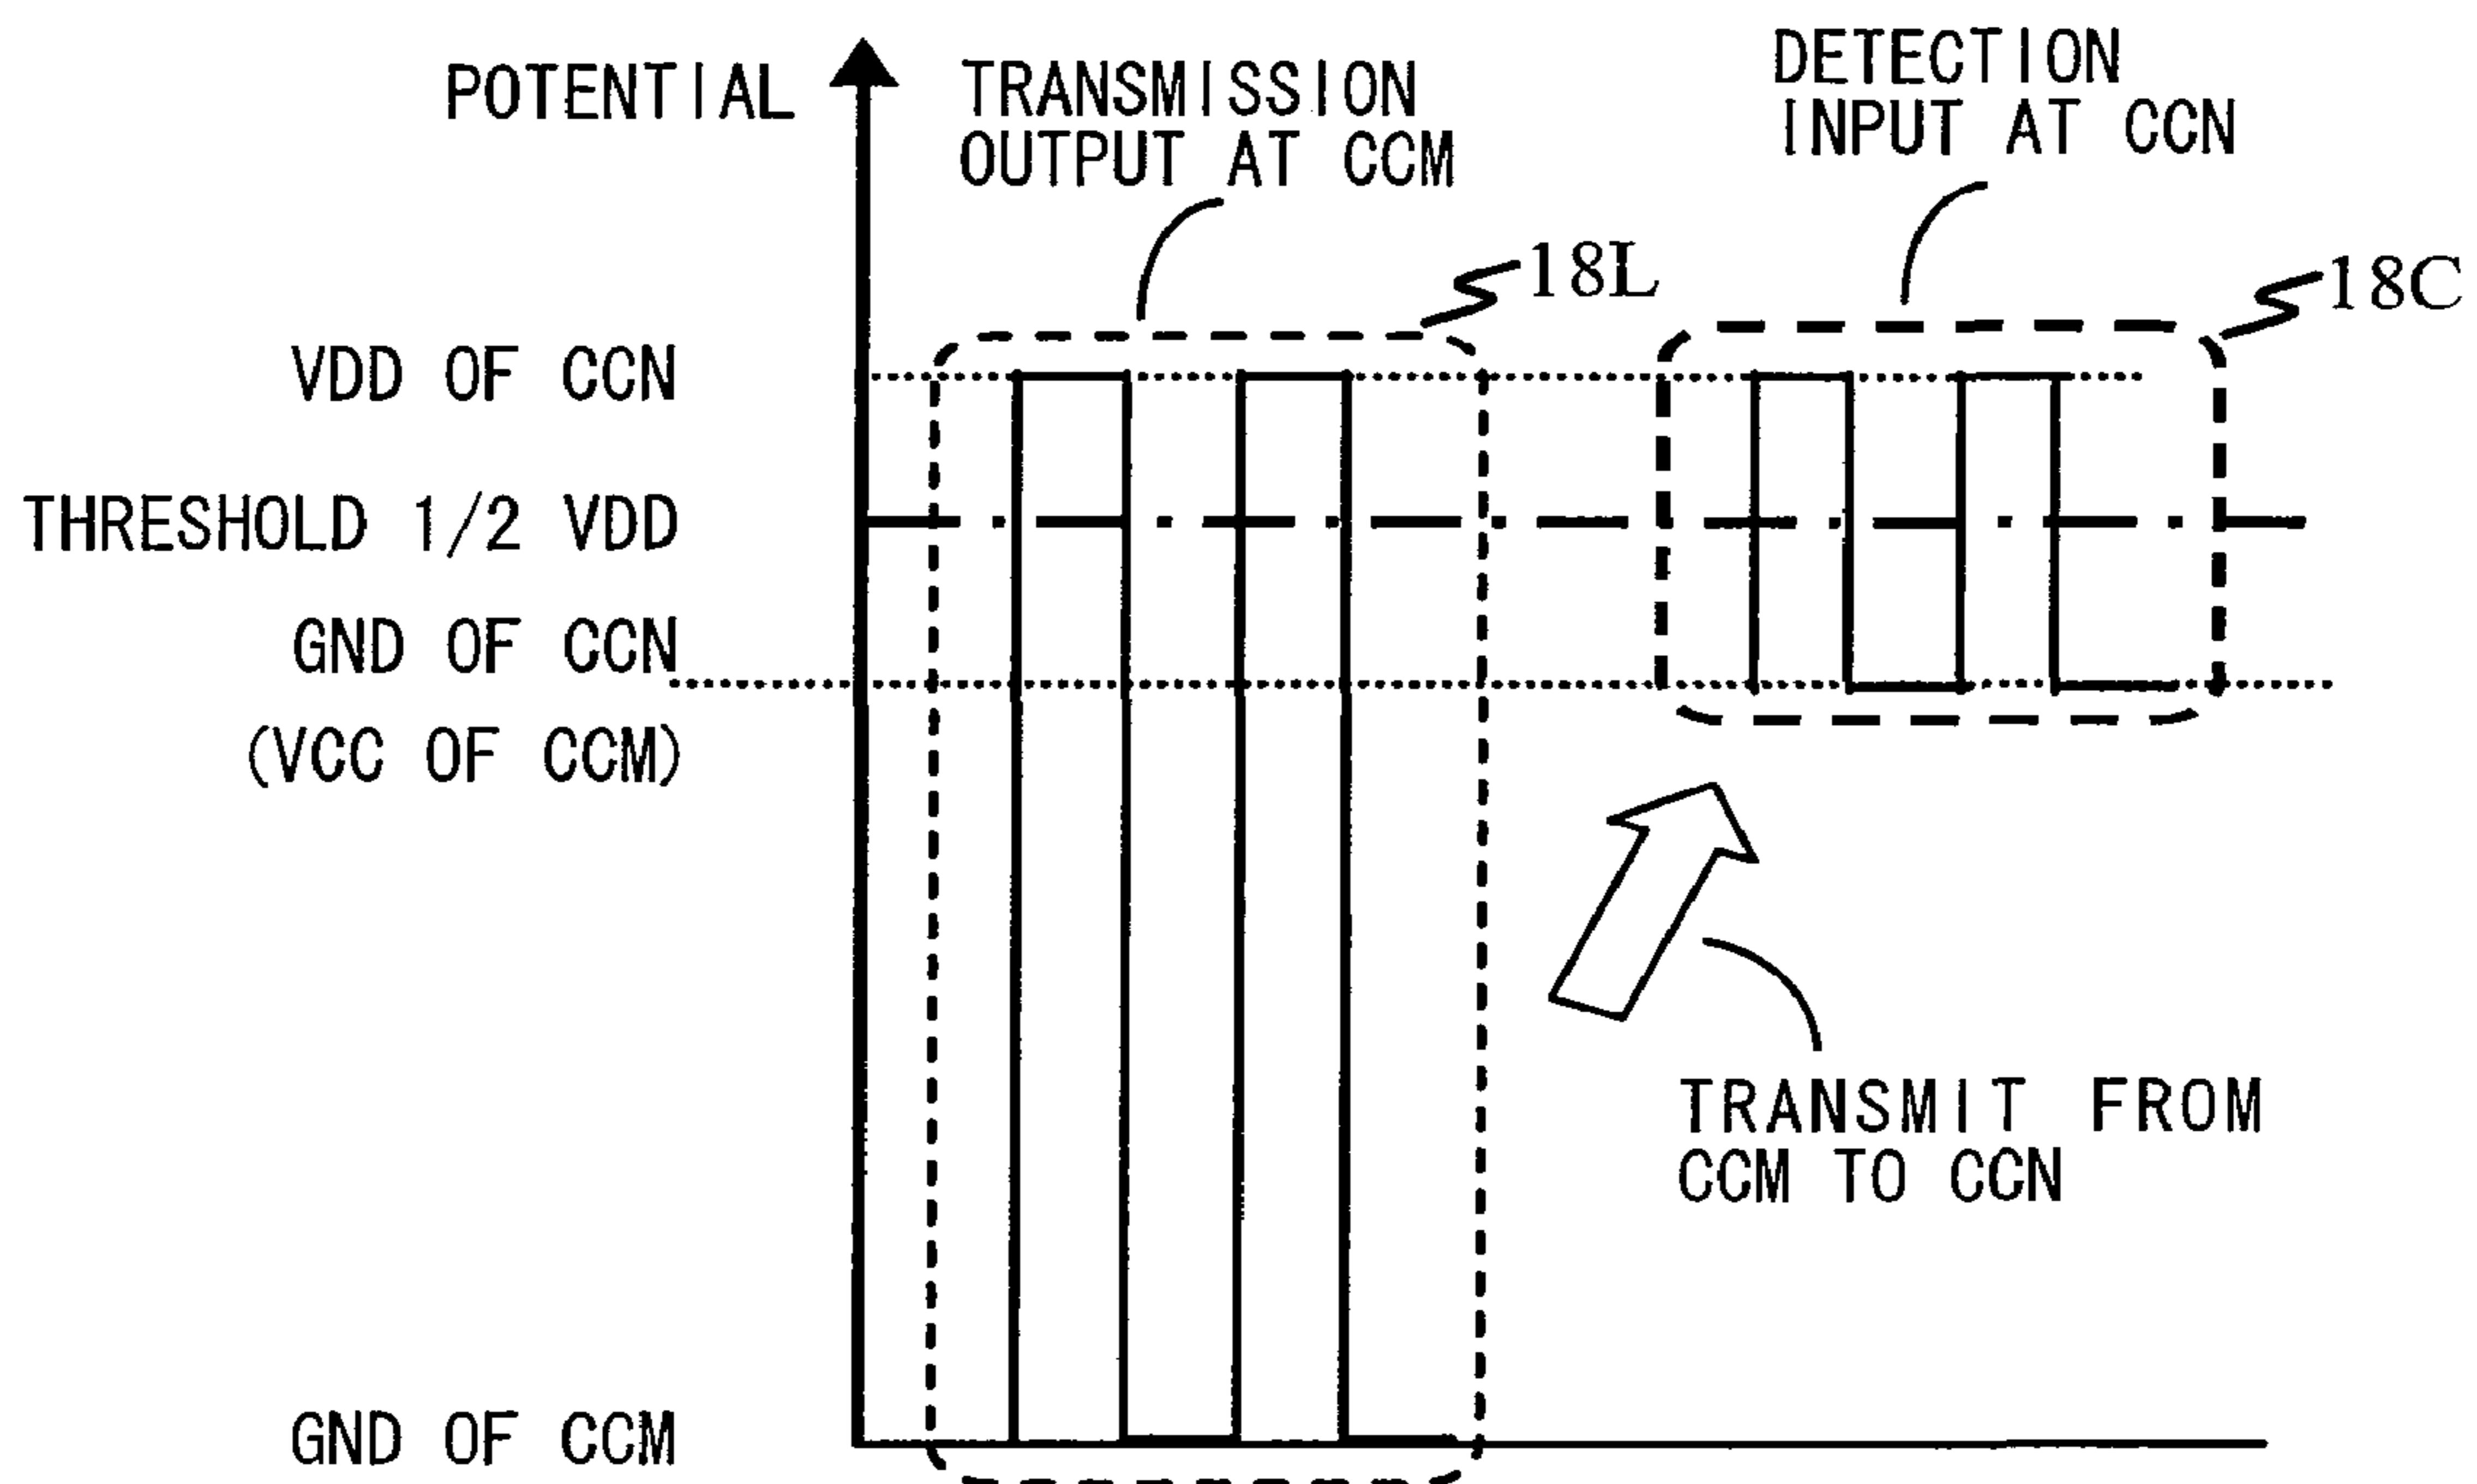 POTENTIAL
TRANSMISSION
OUTPUT AT CCM
DETECTION
INPUT AT CCN
18L
18C
VDD OF CCN
THRESHOLD 1/2 VDD
GND OF CCN
(VCC OF CCM)
TRANSMIT FROM
CCM TO CCN
GND OF CCM